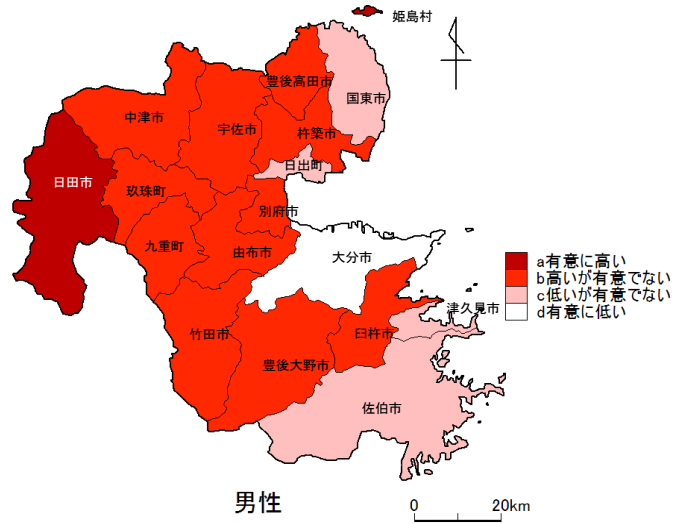 姫島村
豊後高田市
国東市
中津市
宇佐市
杵築市
日出町
日田市
玖珠町
別府市
九重町
由布市
大分市
a有意に高い
b高いが有意でない
c低いが有意でない
d有意に低い
津久見市
竹田市
臼杵市
豊後大野市
佐伯市
男性
0 20km